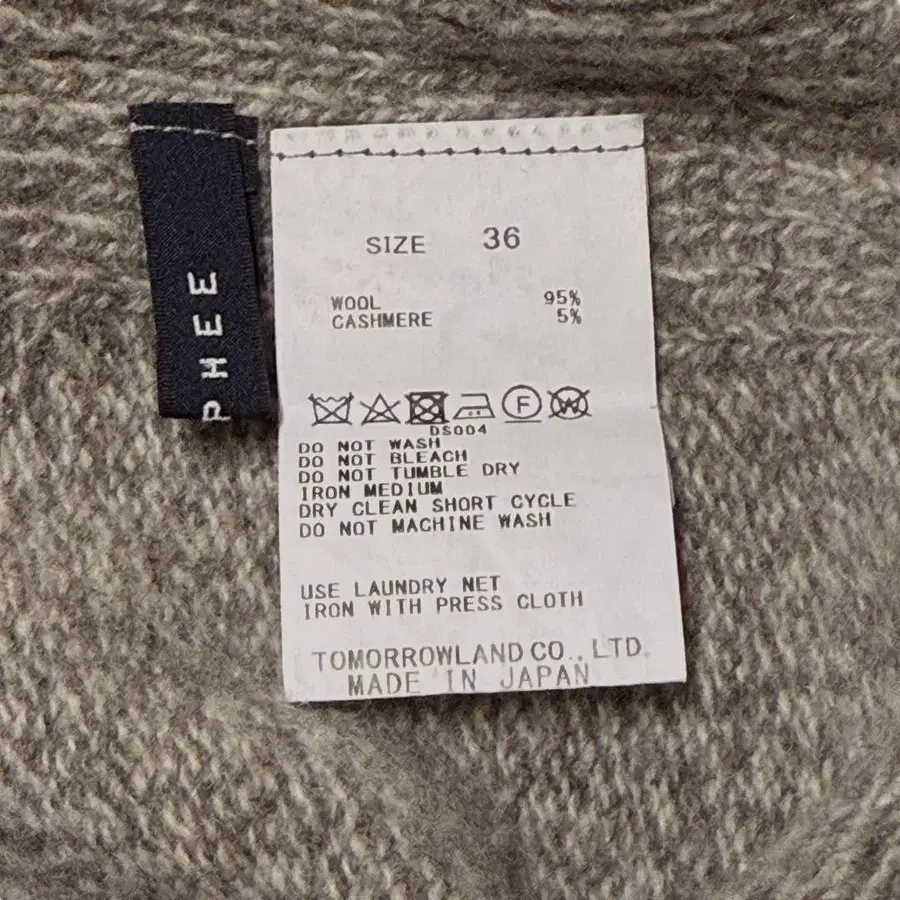 PHEE
SIZE 36
WOOL 95%
CASHMERE 5%
F W
DS004
DO NOT WASH
DO NOT BLEACH
DO NOT TUMBLE DRY
IRON MEDIUM
DRY CLEAN SHORT CYCLE
DO NOT MACHINE WASH
USE LAUNDRY NET
IRON WITH PRESS CLOTH
TOMORROWLAND CO., LTD.
MADE IN JAPAN